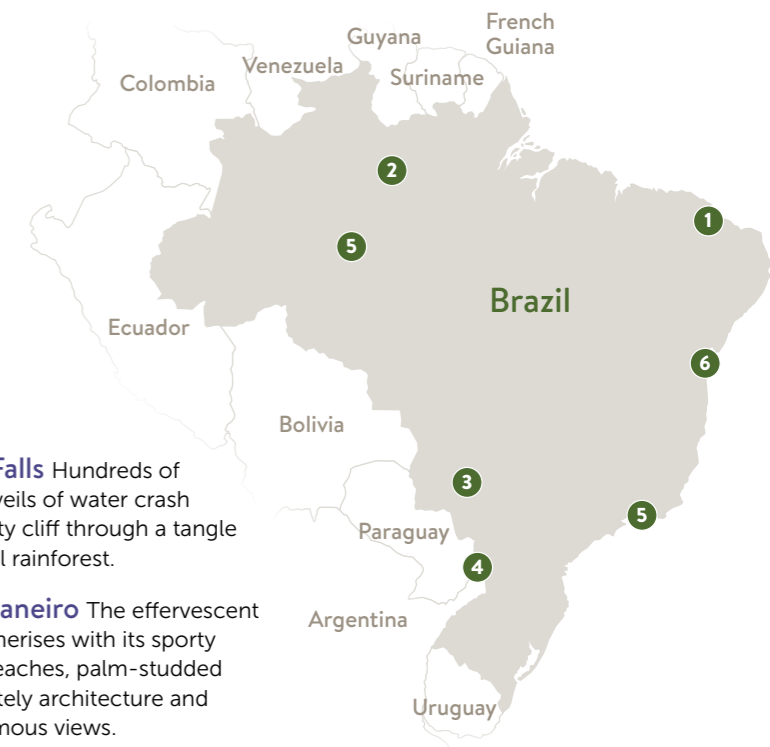 French
Guiana
Guyana
Venezuela
Suriname
Colombia
2
1
5
Brazil
Ecuador
6
Bolivia
3
5
Paraguay
4
Argentina
Uruguay
Falls Hundreds of
veils of water crash
ty cliff through a tangle
l rainforest.
aneiro The effervescent
nerises with its sporty
eaches, palm-studded
tely architecture and
mous views.